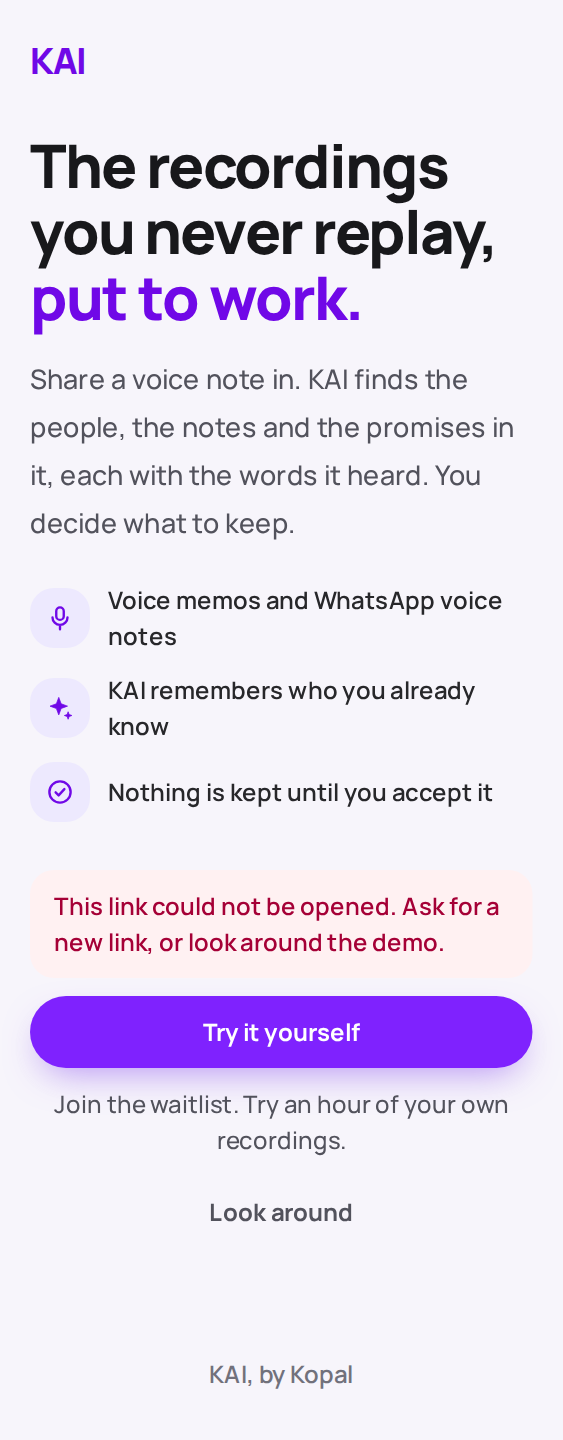 KAI
The recordings
you never replay,
put to work.
Share a voice note in. KAI finds the
people, the notes and the promises in
it, each with the words it heard. You
decide what to keep.
Voice memos and WhatsApp voice
notes
KAI remembers who you already
know
Nothing is kept until you accept it
This link could not be opened. Ask for a
new link, or look around the demo.
Try it yourself
Join the waitlist. Try an hour of your own
recordings.
Look around
KAI, by Kopal